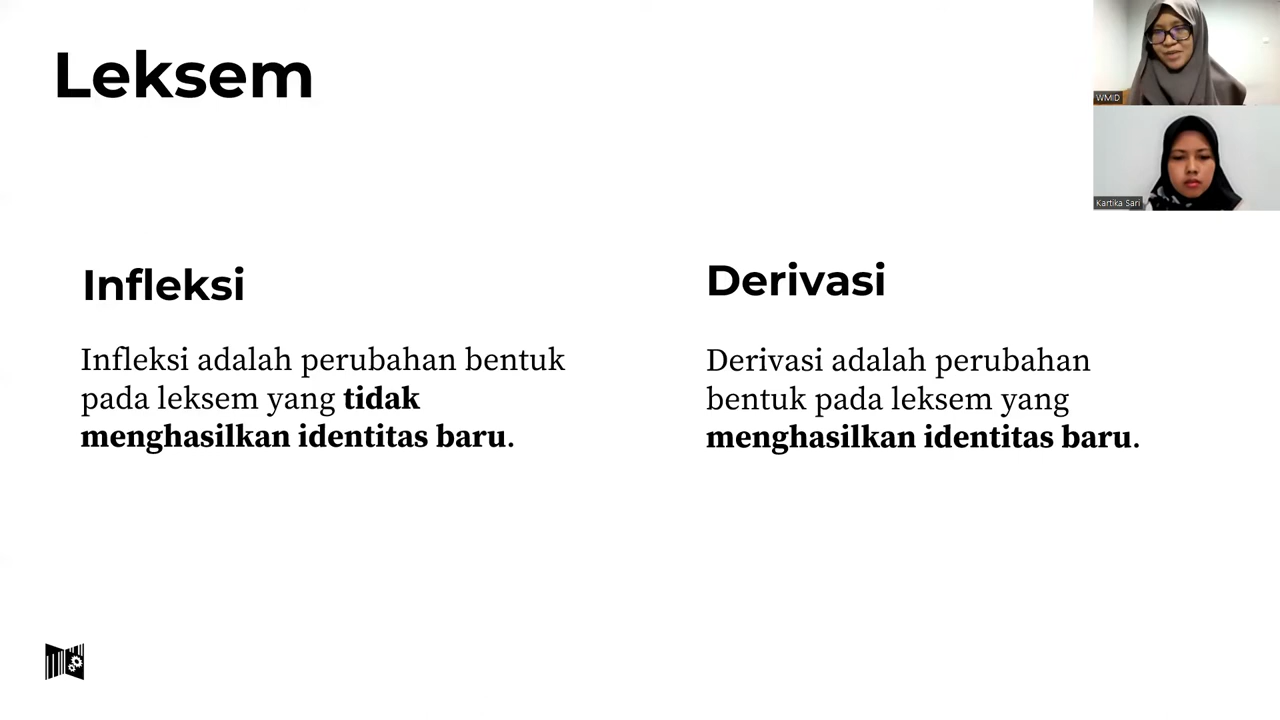 Leksem
WMID
Kartika Sari
Infleksi
Infleksi adalah perubahan bentuk
pada leksem yang tidak
menghasilkan identitas baru.
Derivasi
Derivasi adalah perubahan
bentuk pada leksem yang
menghasilkan identitas baru.